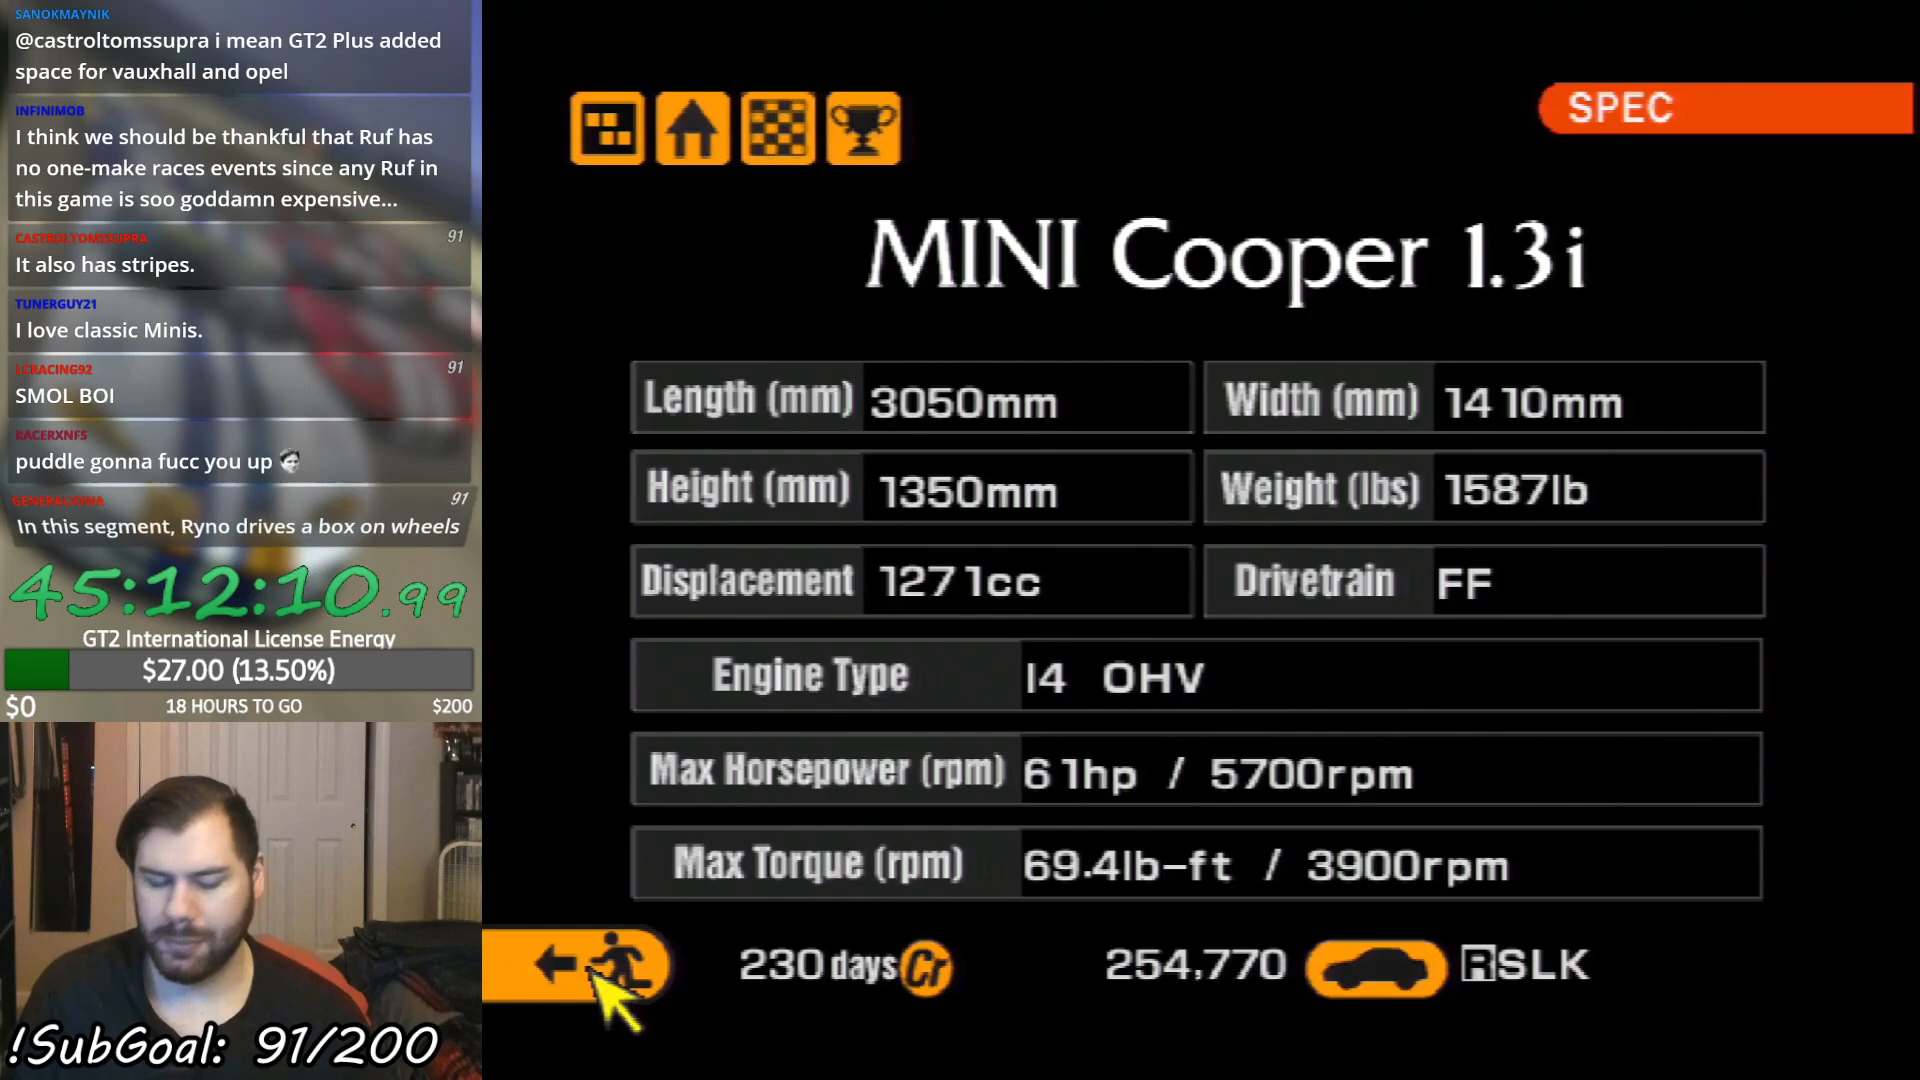 SANOKMAYNIK
@castroltomssupra i mean GT2 Plus added
space for vauxhall and opel
INFINIMOB
I think we should be thankful that Ruf has
no one-make races events since any Ruf in
this game is soo goddamn expensive...
CASTROLTOMSSUPRA 91
It also has stripes.
TUNERGUY21
I love classic Minis.
LCRACING92 91
SMOL BOI
RACERXNFS
puddle gonna fucc you up
GENERALIOWA 91
In this segment, Ryno drives a box on wheels
45:12:10.99
GT2 International License Energy
$27.00 (13.50%)
$0 18 HOURS TO GO $200
!SubGoal: 91/200
SPEC
MINI Cooper 1.3i
Length (mm) 3050mm Width (mm) 1410mm
Height (mm) 1350mm Weight (lbs) 1587lb
Displacement 1271cc Drivetrain FF
Engine Type I4 OHV
Max Horsepower (rpm) 61hp / 5700rpm
Max Torque (rpm) 69.4lb-ft / 3900rpm
230 days Cr 254,770 R SLK